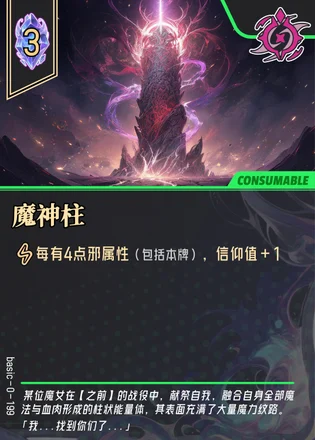 3
CONSUMABLE
魔神柱
每有4点邪属性（包括本牌），信仰值＋1
某位魔女在【之前】的战役中，献祭自我，融合自身全部魔
法与血肉形成的柱状能量体，其表面充满了大量魔力纹路。
「我...找到你们了...」
basic-0-190